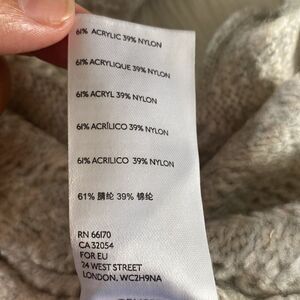 61% ACRYLIC 39% NYLON
61% ACRYLIQUE 39% NYLON
61% ACRYL 39% NYLON
61% ACRÍLICO 39% NYLON
61% ACRILICO 39% NYLON
61% 腈纶 39% 锦纶
RN 66170
CA 32054
FOR EU
24 WEST STREET
LONDON, WC2H9NA